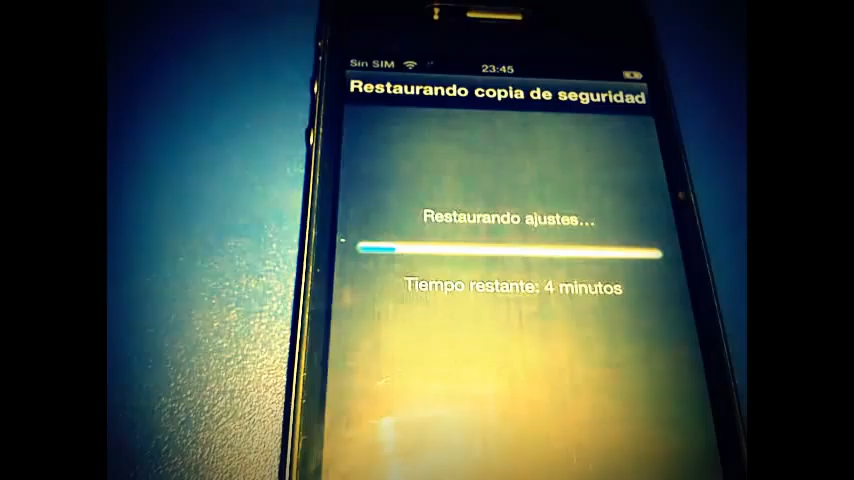 Sin SIM 23:45
Restaurando copia de seguridad
Restaurando ajustes...
Tiempo restante: 4 minutos